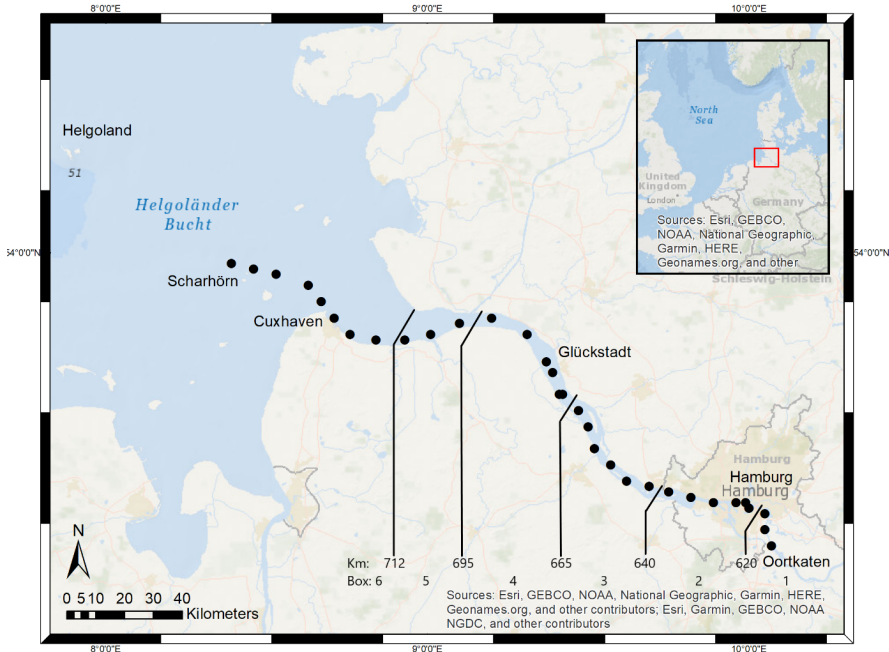 8°0'0"E 9°0'0"E 10°0'0"E
Helgoland
51
Helgoländer
Bucht
North
Sea
United
Kingdom
London
Germany
Sources: Esri, GEBCO,
NOAA, National Geographic,
Garmin, HERE,
Geonames.org, and other
54°0'0"N 54°0'0"N
Schleswig-Holstein
Scharhörn
Cuxhaven
Glückstadt
Hamburg
Hamburg
Hamburg
N
Km: 712 695 665 640 620 Oortkaten
Box: 6 5 4 3 2 1
Sources: Esri, GEBCO, NOAA, National Geographic, Garmin, HERE,
Geonames.org, and other contributors; Esri, Garmin, GEBCO, NOAA
NGDC, and other contributors
0 5 10 20 30 40
Kilometers
8°0'0"E 9°0'0"E 10°0'0"E